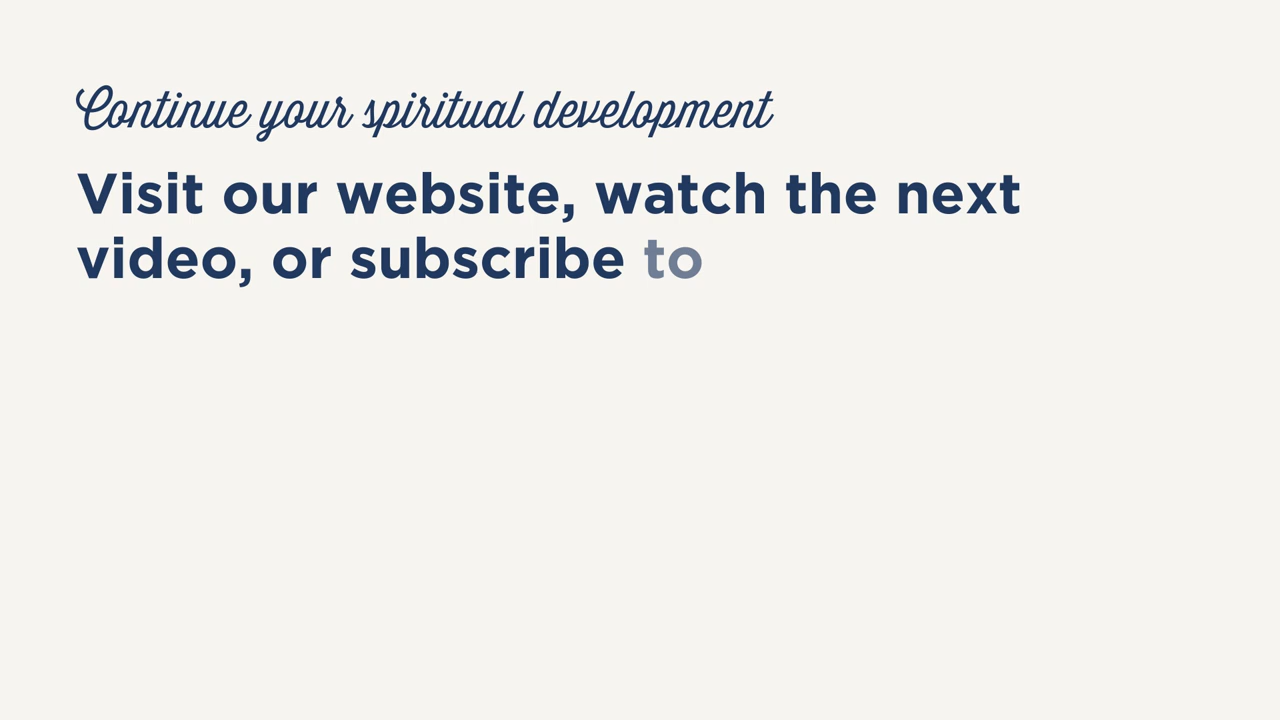 Continue your spiritual development
Visit our website, watch the next
video, or subscribe to